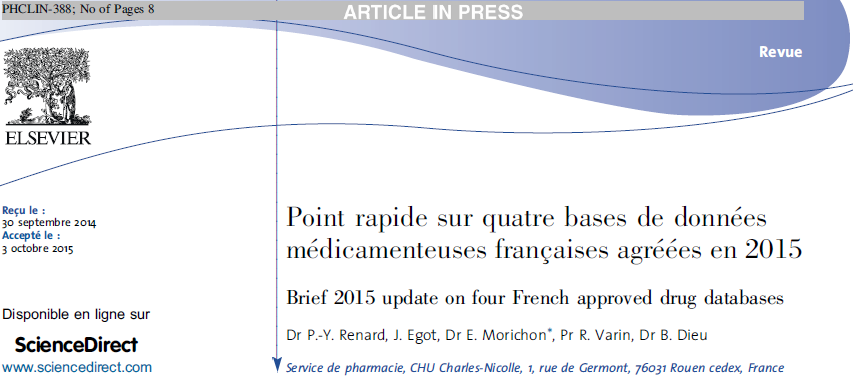 PHCLIN-388; No of Pages 8
ARTICLE IN PRESS
Revue
ELSEVIER
Reçu le :
30 septembre 2014
Accepté le :
3 octobre 2015
Disponible en ligne sur
ScienceDirect
www.sciencedirect.com
Point rapide sur quatre bases de données
médicamenteuses françaises agréées en 2015
Brief 2015 update on four French approved drug databases
Dr P.-Y. Renard, J. Egot, Dr E. Morichon*, Pr R. Varin, Dr B. Dieu
Service de pharmacie, CHU Charles-Nicolle, 1, rue de Germont, 76031 Rouen cedex, France